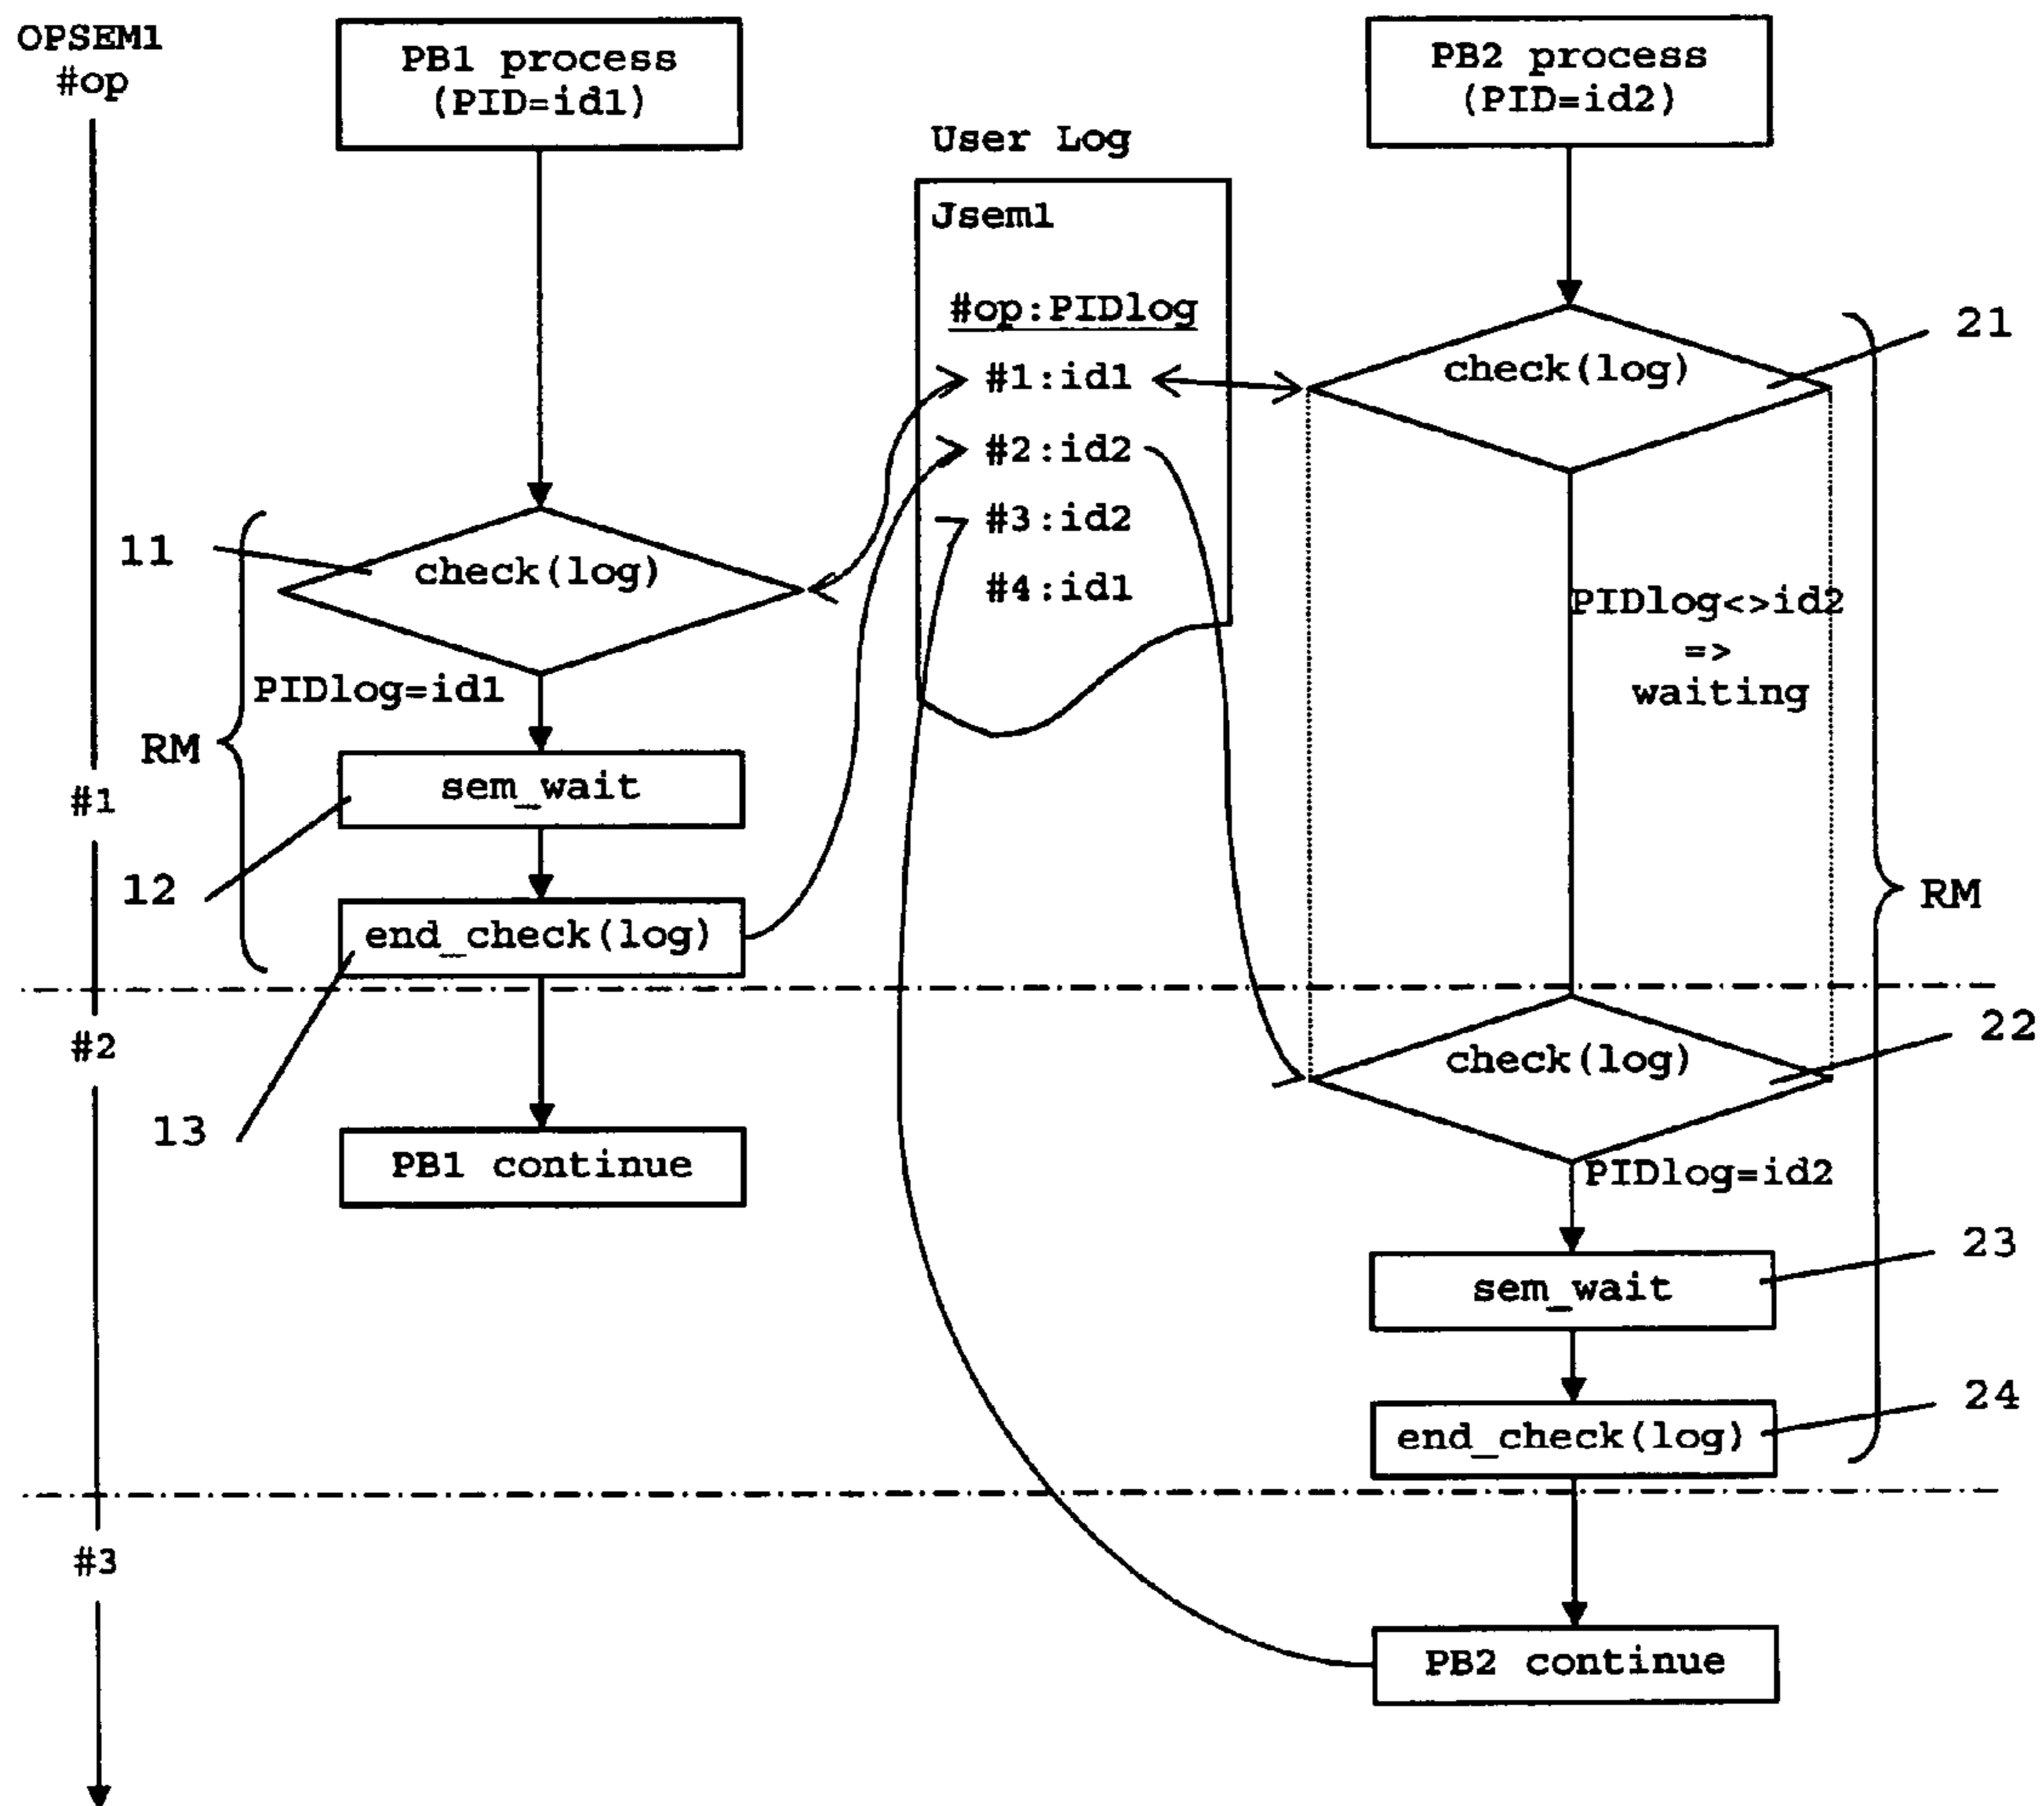 OPSEM1
#op
PB1 process
(PID=id1)
PB2 process
(PID=id2)
User Log
Jsem1
#op:PIDlog
#1:id1
#2:id2
#3:id2
#4:id1
check(log)
21
11
check(log)
PIDlog<>id2
=>
waiting
PIDlog=id1
RM
#1
sem_wait
12
RM
end_check(log)
#2
check(log)
22
13
PB1 continue
PIDlog=id2
23
sem_wait
24
end_check(log)
#3
PB2 continue